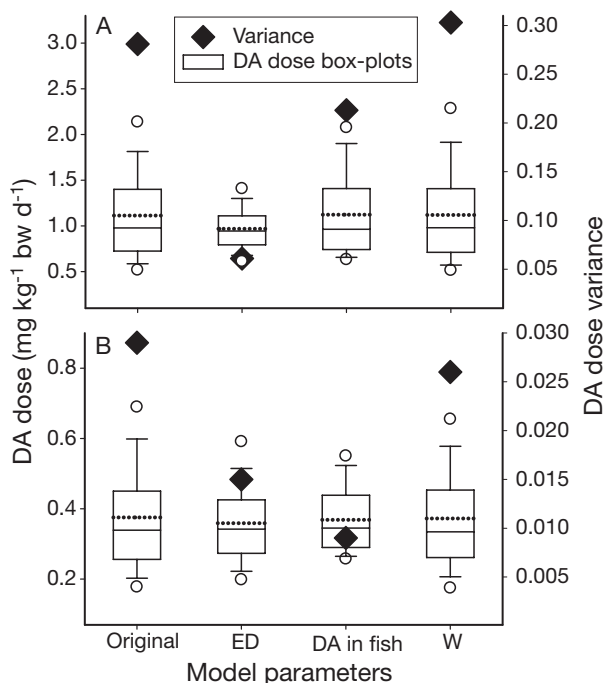 A
Variance
DA dose box-plots
3.0
2.5
2.0
1.5
1.0
0.5
0.30
0.25
0.20
0.15
0.10
0.05
B
0.8
0.6
0.4
0.2
0.030
0.025
0.020
0.015
0.010
0.005
DA dose (mg kg⁻¹ bw d⁻¹)
DA dose variance
Original ED DA in fish W
Model parameters